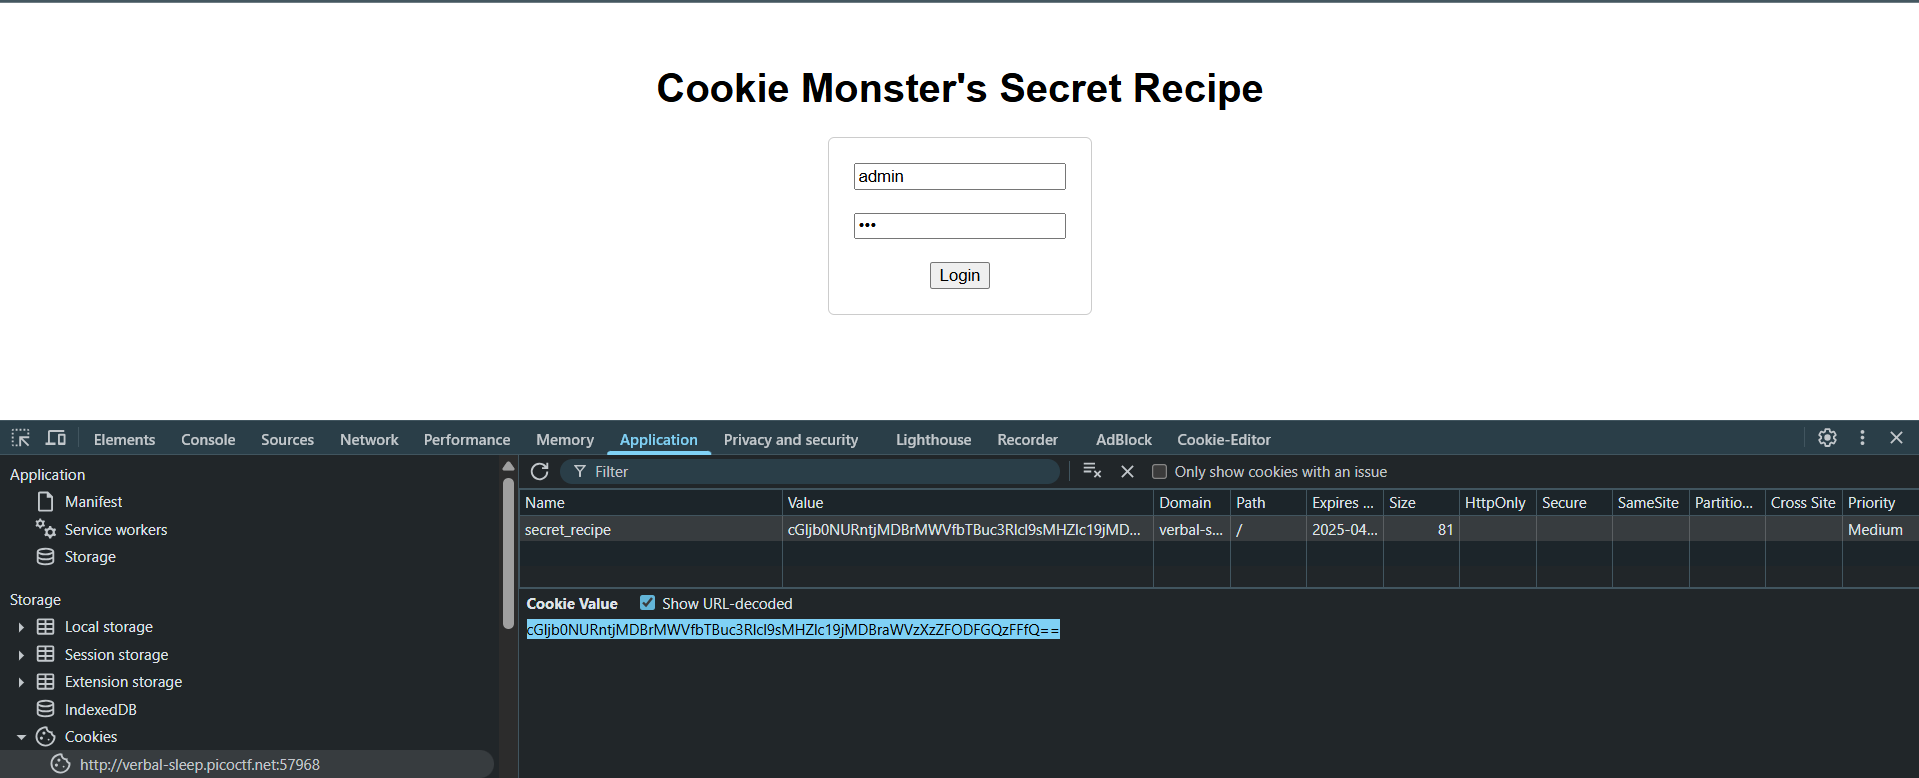 Cookie Monster's Secret Recipe
admin
•••
Login
Elements Console Sources Network Performance Memory Application Privacy and security Lighthouse Recorder AdBlock Cookie-Editor
Application
Manifest
Service workers
Storage
Storage
Local storage
Session storage
Extension storage
IndexedDB
Cookies
http://verbal-sleep.picoctf.net:57968
Filter Only show cookies with an issue
Name Value Domain Path Expires ... Size HttpOnly Secure SameSite Partitio... Cross Site Priority
secret_recipe cGljb0NURntjMDBrMWVfbTBuc3Rlcl9sMHZlc19jMD... verbal-s... / 2025-04... 81 Medium
Cookie Value Show URL-decoded
cGljb0NURntjMDBrMWVfbTBuc3Rlcl9sMHZlc19jMDBraWVzXzZFODFGQzFFfQ==